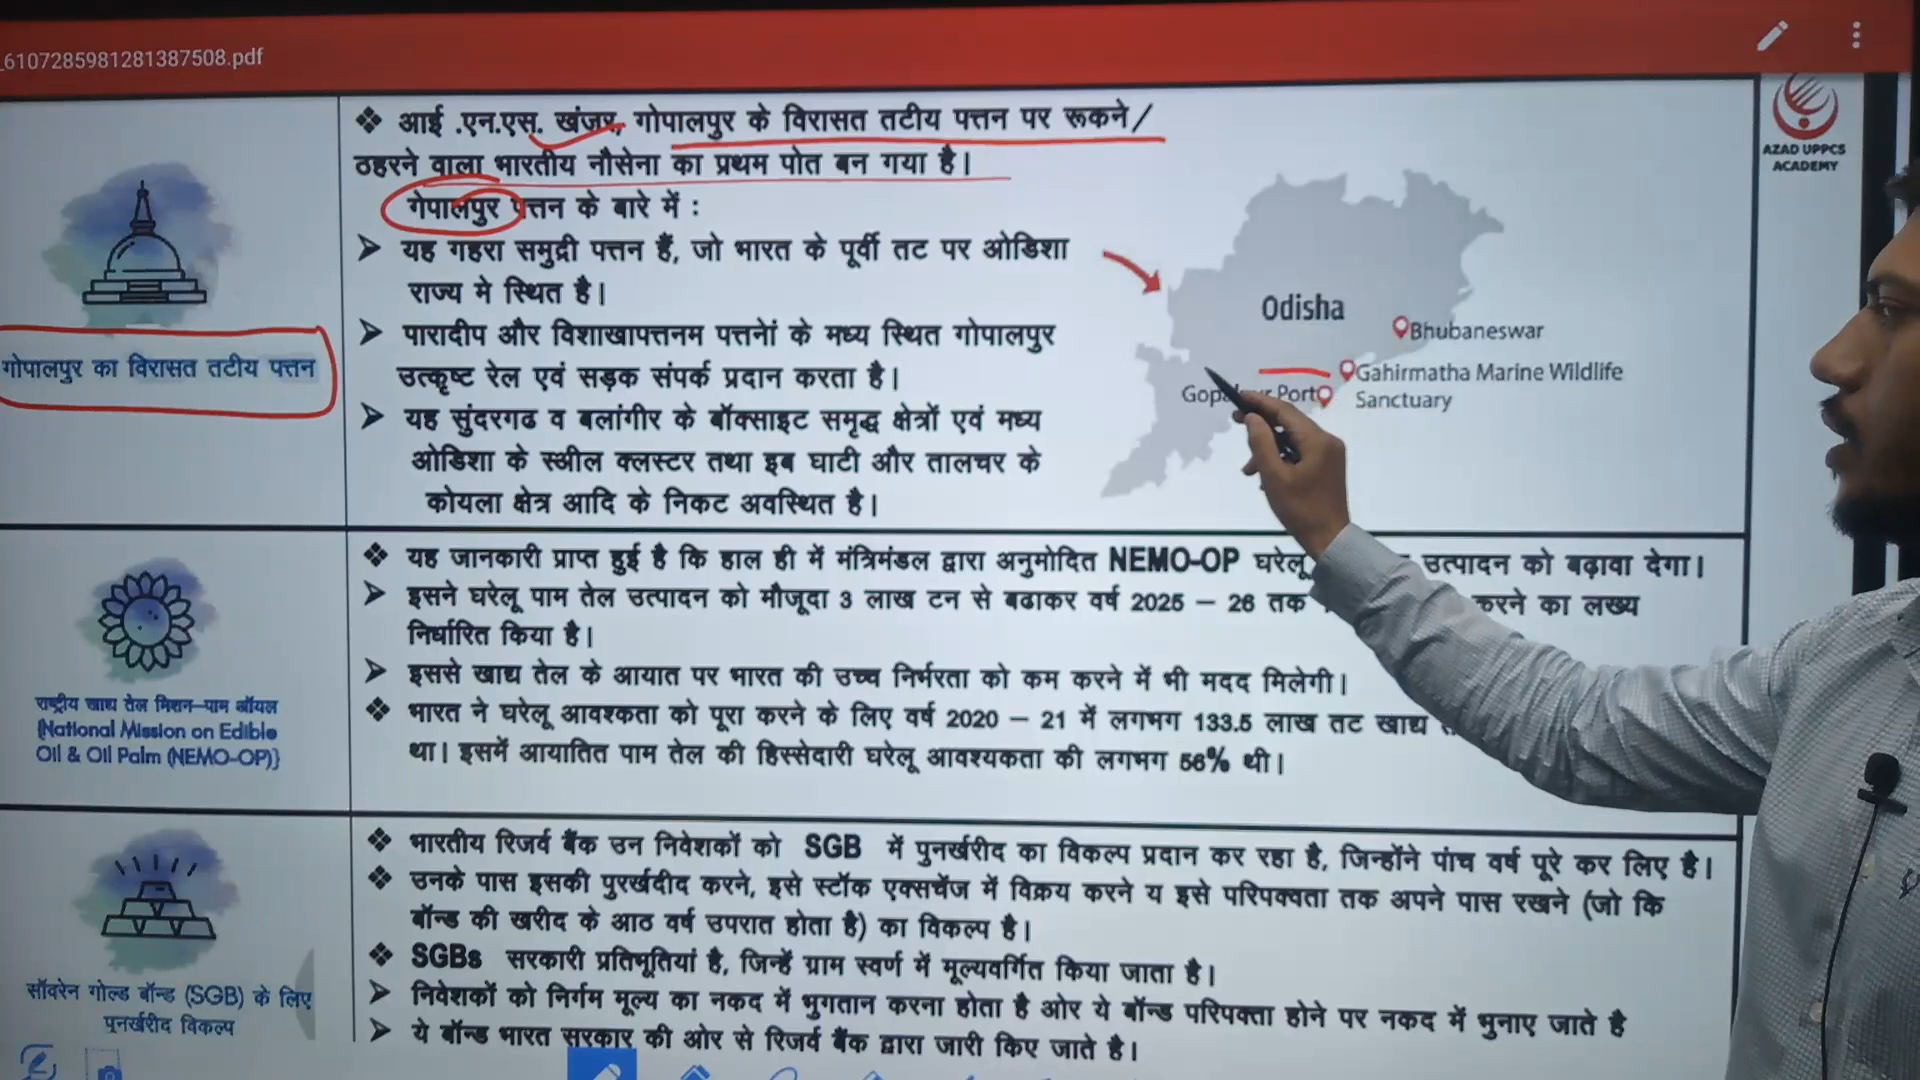 _6107285981281387508.pdf
AZAD UPPCS
ACADEMY
गोपालपुर का विरासत तटीय पत्तन
❖ आई .एन.एस. खंजर, गोपालपुर के विरासत तटीय पत्तन पर रूकने/
ठहरने वाला भारतीय नौसेना का प्रथम पोत बन गया है।
गेपालपुर पत्तन के बारे में :
➤ यह गहरा समुद्री पत्तन हैं, जो भारत के पूर्वी तट पर ओडिशा
राज्य मे स्थित है।
➤ पारादीप और विशाखापत्तनम पत्तनेां के मध्य स्थित गोपालपुर
उत्कृष्ट रेल एवं सड़क संपर्क प्रदान करता है।
➤ यह सुंदरगढ व बलांगीर के बॉक्साइट समृद्ध क्षेत्रों एवं मध्य
ओडिशा के स्अील क्लस्टर तथा इब घाटी और तालचर के
कोयला क्षेत्र आदि के निकट अवस्थित है।
Odisha
Bhubaneswar
Gahirmatha Marine Wildlife
Sanctuary
Port
राष्ट्रीय खाद्य तेल मिशन–पाम ऑयल
(National Mission on Edible
Oil & Oil Palm (NEMO-OP))
❖ यह जानकारी प्राप्त हुई है कि हाल ही में मंत्रिमंडल द्वारा अनुमोदित NEMO-OP घरेलू उत्पादन को बढ़ावा देगा।
➤ इसने घरेलू पाम तेल उत्पादन को मौजूदा 3 लाख टन से बढाकर वर्ष 2025 – 26 तक करने का लख्य
निर्धारित किया है।
➤ इससे खाद्य तेल के आयात पर भारत की उच्च निर्भरता को कम करने में भी मदद मिलेगी।
❖ भारत ने घरेलू आवश्कता को पूरा करने के लिए वर्ष 2020 – 21 में लगभग 133.5 लाख तट खाद्य
था। इसमें आयातित पाम तेल की हिस्सेदारी घरेलू आवश्यकता की लगभग 56% थी।
सॉवरेन गोल्ड बॉन्ड (SGB) के लिए
पुनर्खरीद विकल्प
❖ भारतीय रिजर्व बैंक उन निवेशकों को SGB में पुनर्खरीद का विकल्प प्रदान कर रहा है, जिन्होंने पांच वर्ष पूरे कर लिए है।
❖ उनके पास इसकी पुरर्खदीद करने, इसे स्टॉक एक्सचेंज में विक्रय करने य इसे परिपक्वता तक अपने पास रखने (जो कि
बॉन्ड की खरीद के आठ वर्ष उपरात होता है) का विकल्प है।
❖ SGBs सरकारी प्रतिभूतियां है, जिन्हें ग्राम स्वर्ण में मूल्यवर्गित किया जाता है।
➤ निवेशकों को निर्गम मूल्य का नकद में भुगतान करना होता है ओर ये बॉन्ड परिपक्ता होने पर नकद में भुनाए जाते है
➤ ये बॉन्ड भारत सरकार की ओर से रिजर्व बैंक द्वारा जारी किए जाते है।